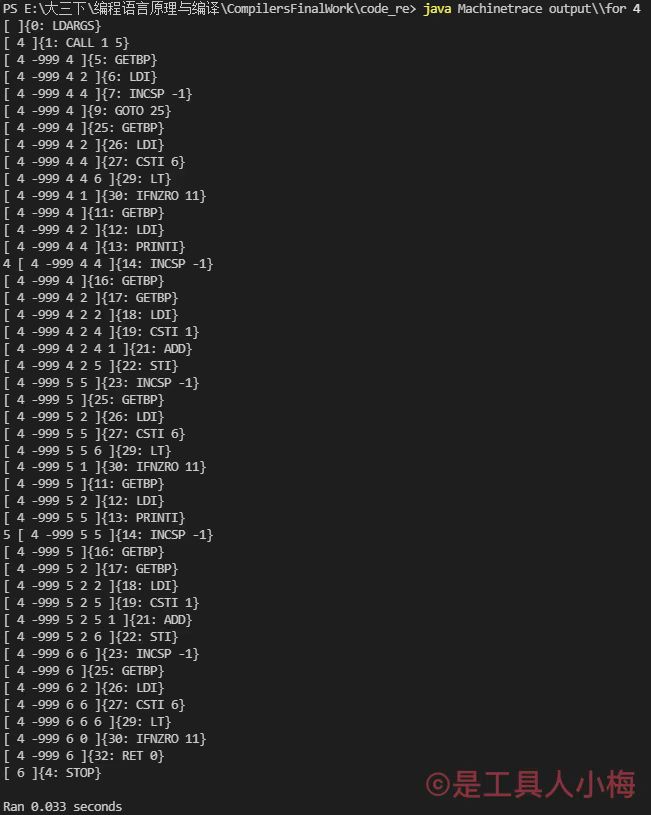 PS E:\大三下\编程语言原理与编译\CompilersFinalWork\code_re> java Machinetrace output\\for 4
[ ]{0: LDARGS}
[ 4 ]{1: CALL 1 5}
[ 4 -999 4 ]{5: GETBP}
[ 4 -999 4 2 ]{6: LDI}
[ 4 -999 4 4 ]{7: INCSP -1}
[ 4 -999 4 ]{9: GOTO 25}
[ 4 -999 4 ]{25: GETBP}
[ 4 -999 4 2 ]{26: LDI}
[ 4 -999 4 4 ]{27: CSTI 6}
[ 4 -999 4 4 6 ]{29: LT}
[ 4 -999 4 1 ]{30: IFNZRO 11}
[ 4 -999 4 ]{11: GETBP}
[ 4 -999 4 2 ]{12: LDI}
[ 4 -999 4 4 ]{13: PRINTI}
4 [ 4 -999 4 4 ]{14: INCSP -1}
[ 4 -999 4 ]{16: GETBP}
[ 4 -999 4 2 ]{17: GETBP}
[ 4 -999 4 2 2 ]{18: LDI}
[ 4 -999 4 2 4 ]{19: CSTI 1}
[ 4 -999 4 2 4 1 ]{21: ADD}
[ 4 -999 4 2 5 ]{22: STI}
[ 4 -999 5 5 ]{23: INCSP -1}
[ 4 -999 5 ]{25: GETBP}
[ 4 -999 5 2 ]{26: LDI}
[ 4 -999 5 5 ]{27: CSTI 6}
[ 4 -999 5 5 6 ]{29: LT}
[ 4 -999 5 1 ]{30: IFNZRO 11}
[ 4 -999 5 ]{11: GETBP}
[ 4 -999 5 2 ]{12: LDI}
[ 4 -999 5 5 ]{13: PRINTI}
5 [ 4 -999 5 5 ]{14: INCSP -1}
[ 4 -999 5 ]{16: GETBP}
[ 4 -999 5 2 ]{17: GETBP}
[ 4 -999 5 2 2 ]{18: LDI}
[ 4 -999 5 2 5 ]{19: CSTI 1}
[ 4 -999 5 2 5 1 ]{21: ADD}
[ 4 -999 5 2 6 ]{22: STI}
[ 4 -999 6 6 ]{23: INCSP -1}
[ 4 -999 6 ]{25: GETBP}
[ 4 -999 6 2 ]{26: LDI}
[ 4 -999 6 6 ]{27: CSTI 6}
[ 4 -999 6 6 6 ]{29: LT}
[ 4 -999 6 0 ]{30: IFNZRO 11}
[ 4 -999 6 ]{32: RET 0}
[ 6 ]{4: STOP}
©是工具人小梅
Ran 0.033 seconds